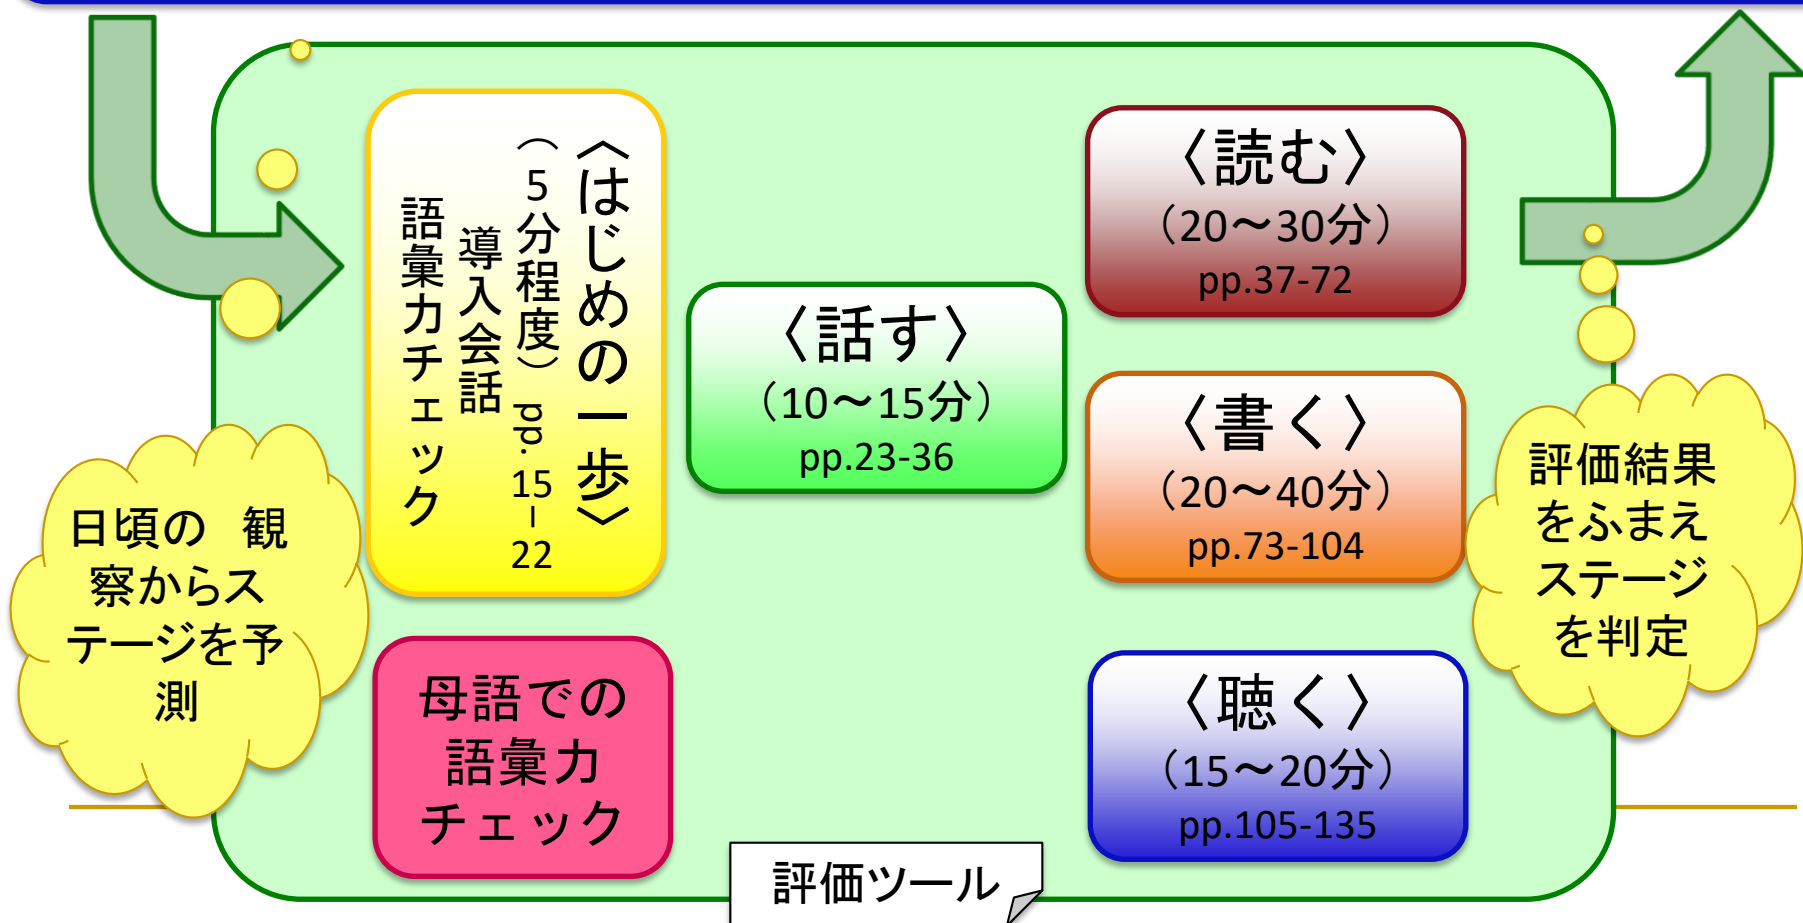 〈はじめの一歩〉
（5分程度） pp. 15-22
導入会話
語彙力チェック
〈話す〉
（10～15分）
pp.23-36
〈読む〉
（20～30分）
pp.37-72
〈書く〉
（20～40分）
pp.73-104
〈聴く〉
（15～20分）
pp.105-135
日頃の　観
察からス
テージを予
測
母語での
語彙力
チェック
評価結果
をふまえ
ステージ
を判定
評価ツール